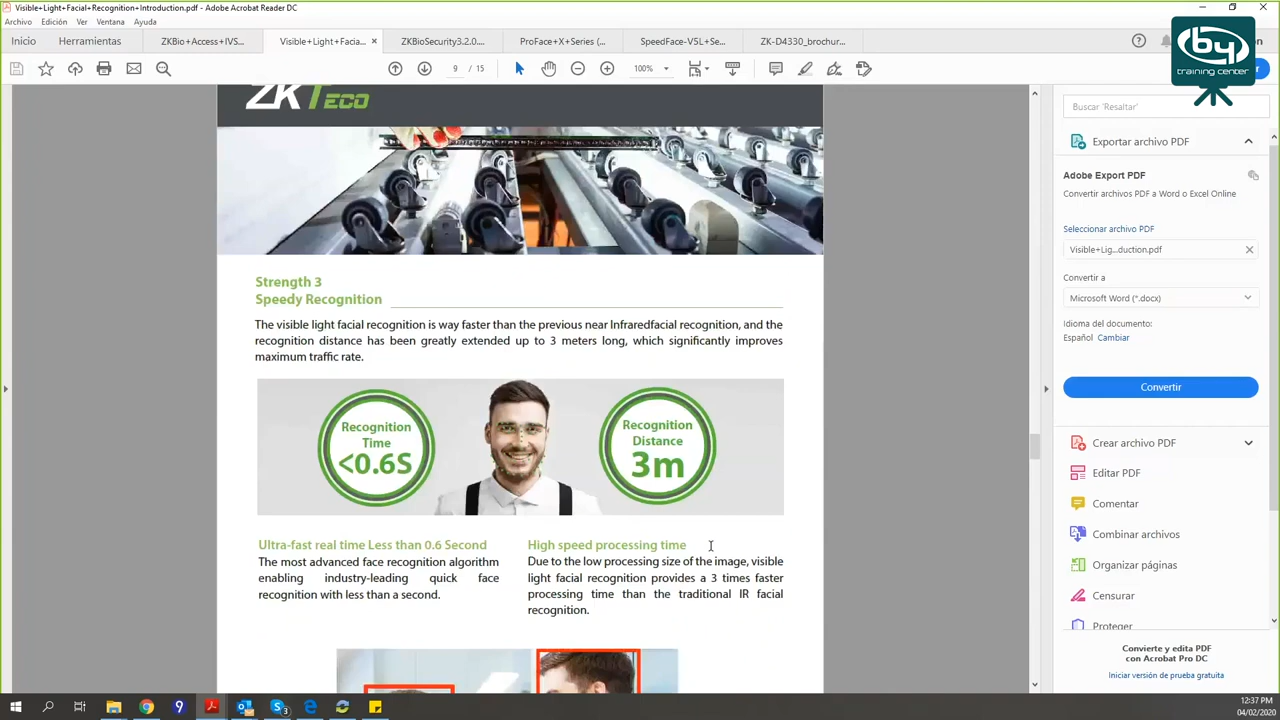 Visible+Light+Facial+Recognition+Introduction.pdf - Adobe Acrobat Reader DC
Archivo Edición Ver Ventana Ayuda
Inicio Herramientas ZKBio+Access+IVS... Visible+Light+Facia... × ZKBioSecurity3.2.0... ProFace+X+Series (... SpeedFace-V5L+Se... ZK-D4330_brochur...
by
training center
9 / 15 100%
ZKTECO
Strength 3
Speedy Recognition
The visible light facial recognition is way faster than the previous near Infraredfacial recognition, and the
recognition distance has been greatly extended up to 3 meters long, which significantly improves
maximum traffic rate.
Recognition
Time
<0.6S
Recognition
Distance
3m
Ultra-fast real time Less than 0.6 Second
The most advanced face recognition algorithm
enabling industry-leading quick face
recognition with less than a second.
High speed processing time
Due to the low processing size of the image, visible
light facial recognition provides a 3 times faster
processing time than the traditional IR facial
recognition.
Buscar 'Resaltar'
Exportar archivo PDF
Adobe Export PDF
Convertir archivos PDF a Word o Excel Online
Seleccionar archivo PDF
Visible+Lig...duction.pdf
Convertir a
Microsoft Word (*.docx)
Idioma del documento:
Español Cambiar
Convertir
Crear archivo PDF
Editar PDF
Comentar
Combinar archivos
Organizar páginas
Censurar
Proteger
Convierte y edita PDF
con Acrobat Pro DC
Iniciar versión de prueba gratuita
12:37 PM
04/02/2020